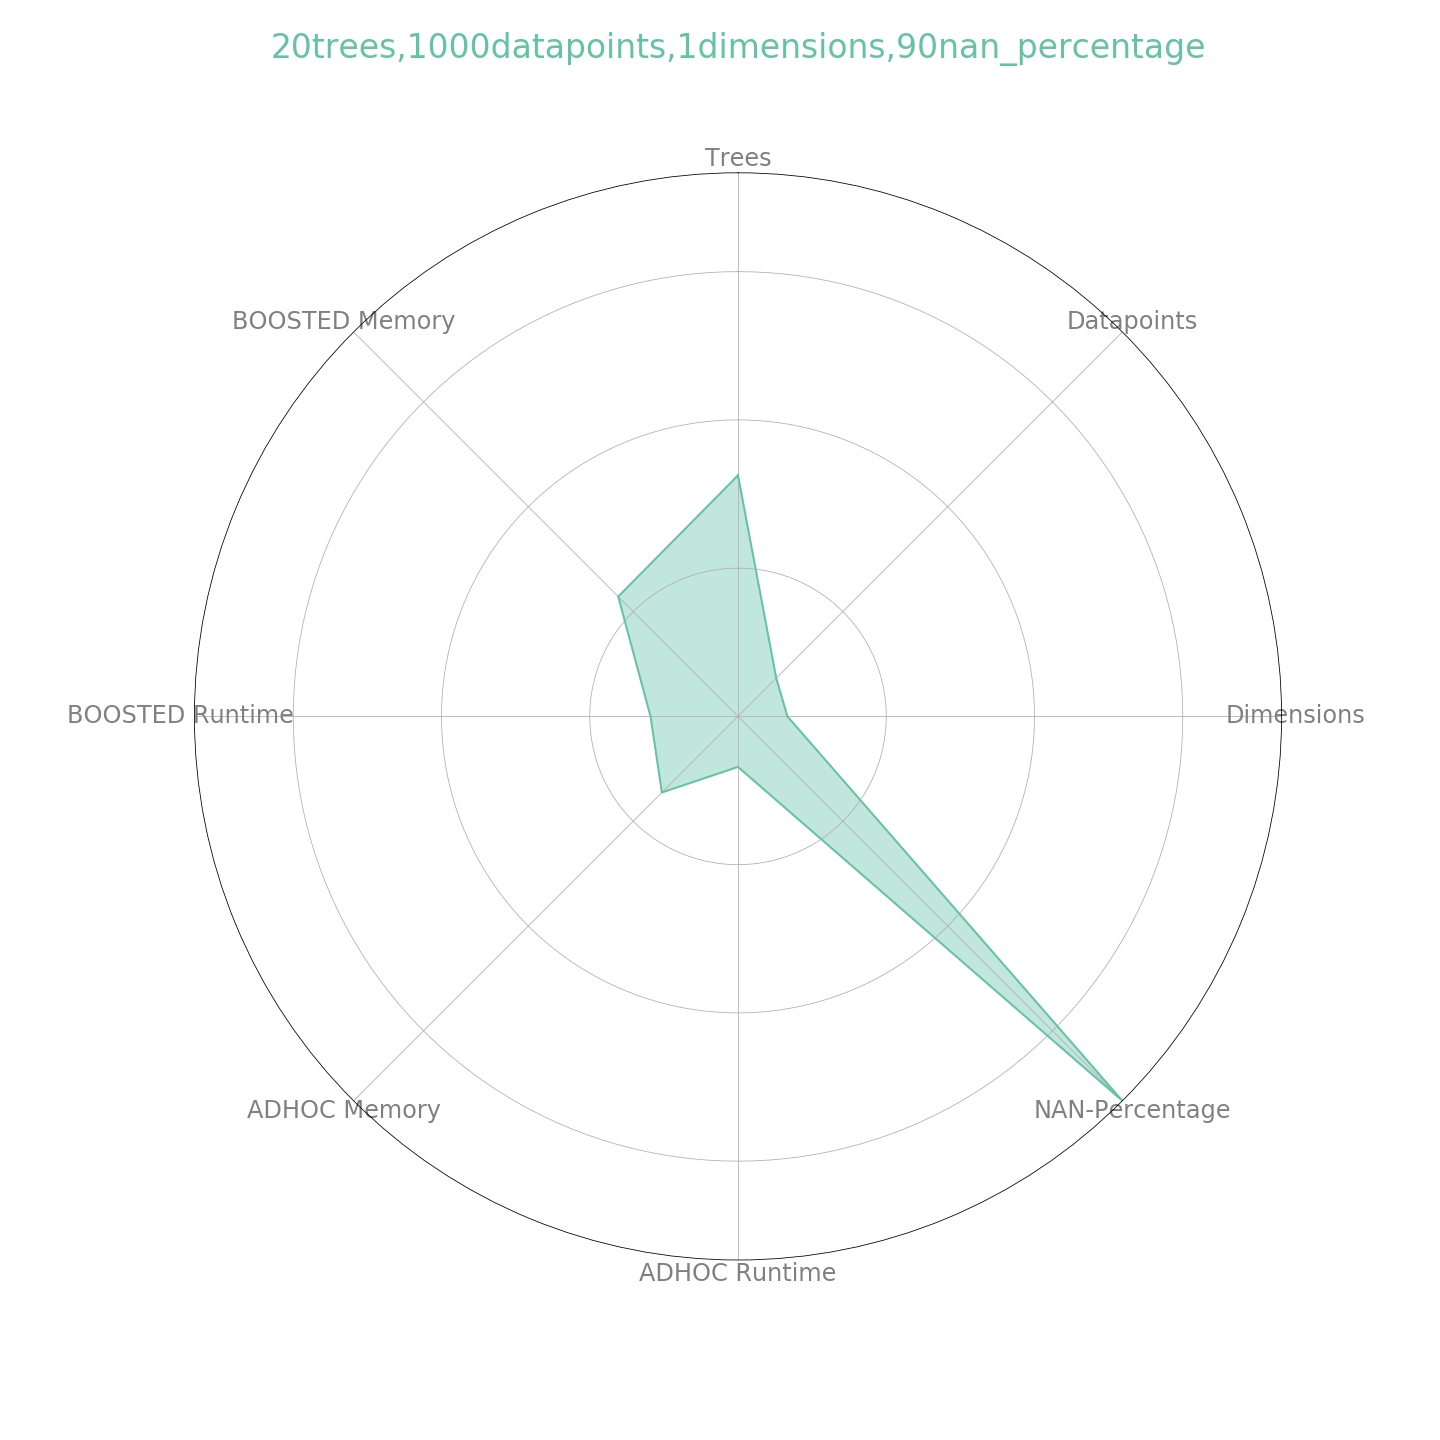 20trees,1000datapoints,1dimensions,90nan_percentage
Trees
BOOSTED Memory
Datapoints
BOOSTED Runtime
Dimensions
ADHOC Memory
NAN-Percentage
ADHOC Runtime